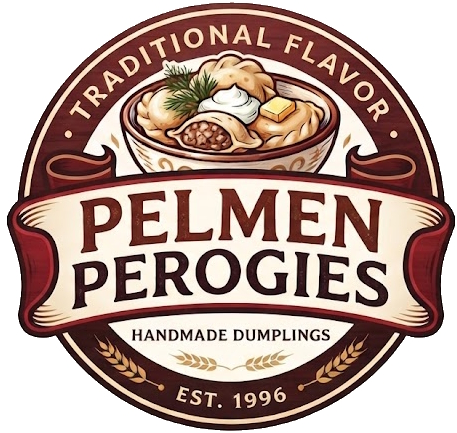 · TRADITIONAL FLAVOR ·
PELMEN
PEROGIES
HANDMADE DUMPLINGS
EST. 1996